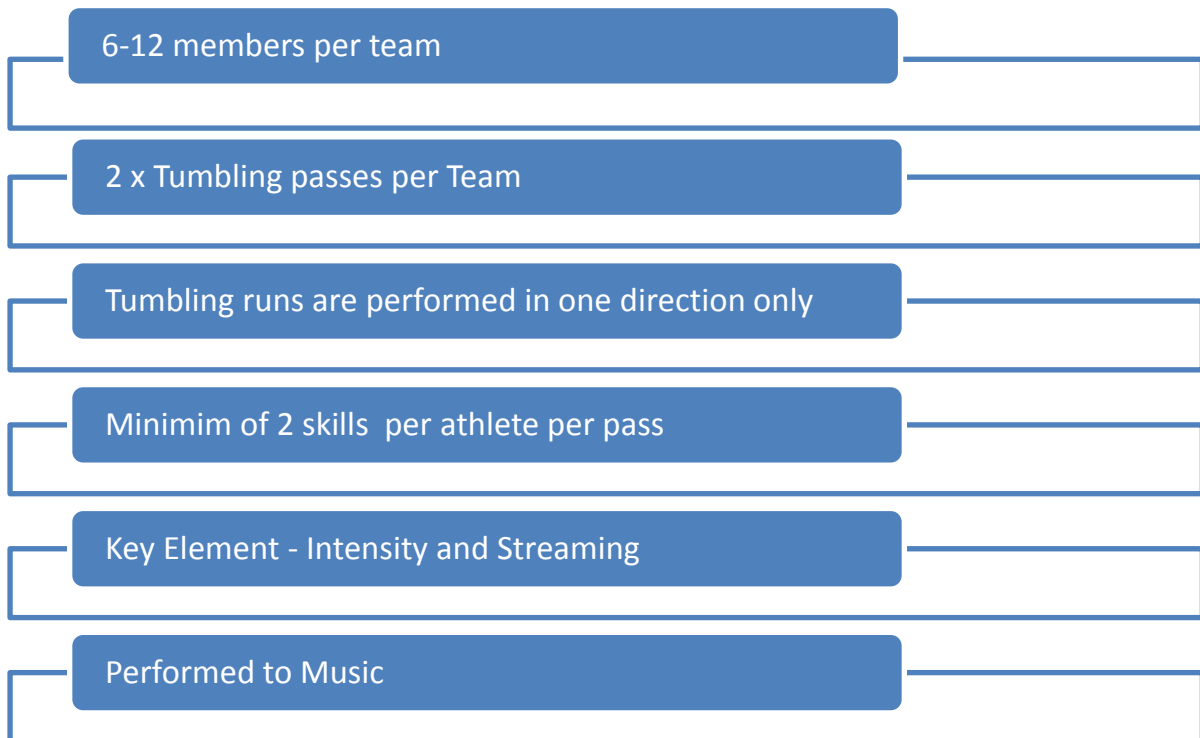 6-12 members per team
2 x Tumbling passes per Team
Tumbling runs are performed in one direction only
Minimim of 2 skills  per athlete per pass
Key Element - Intensity and Streaming
Performed to Music